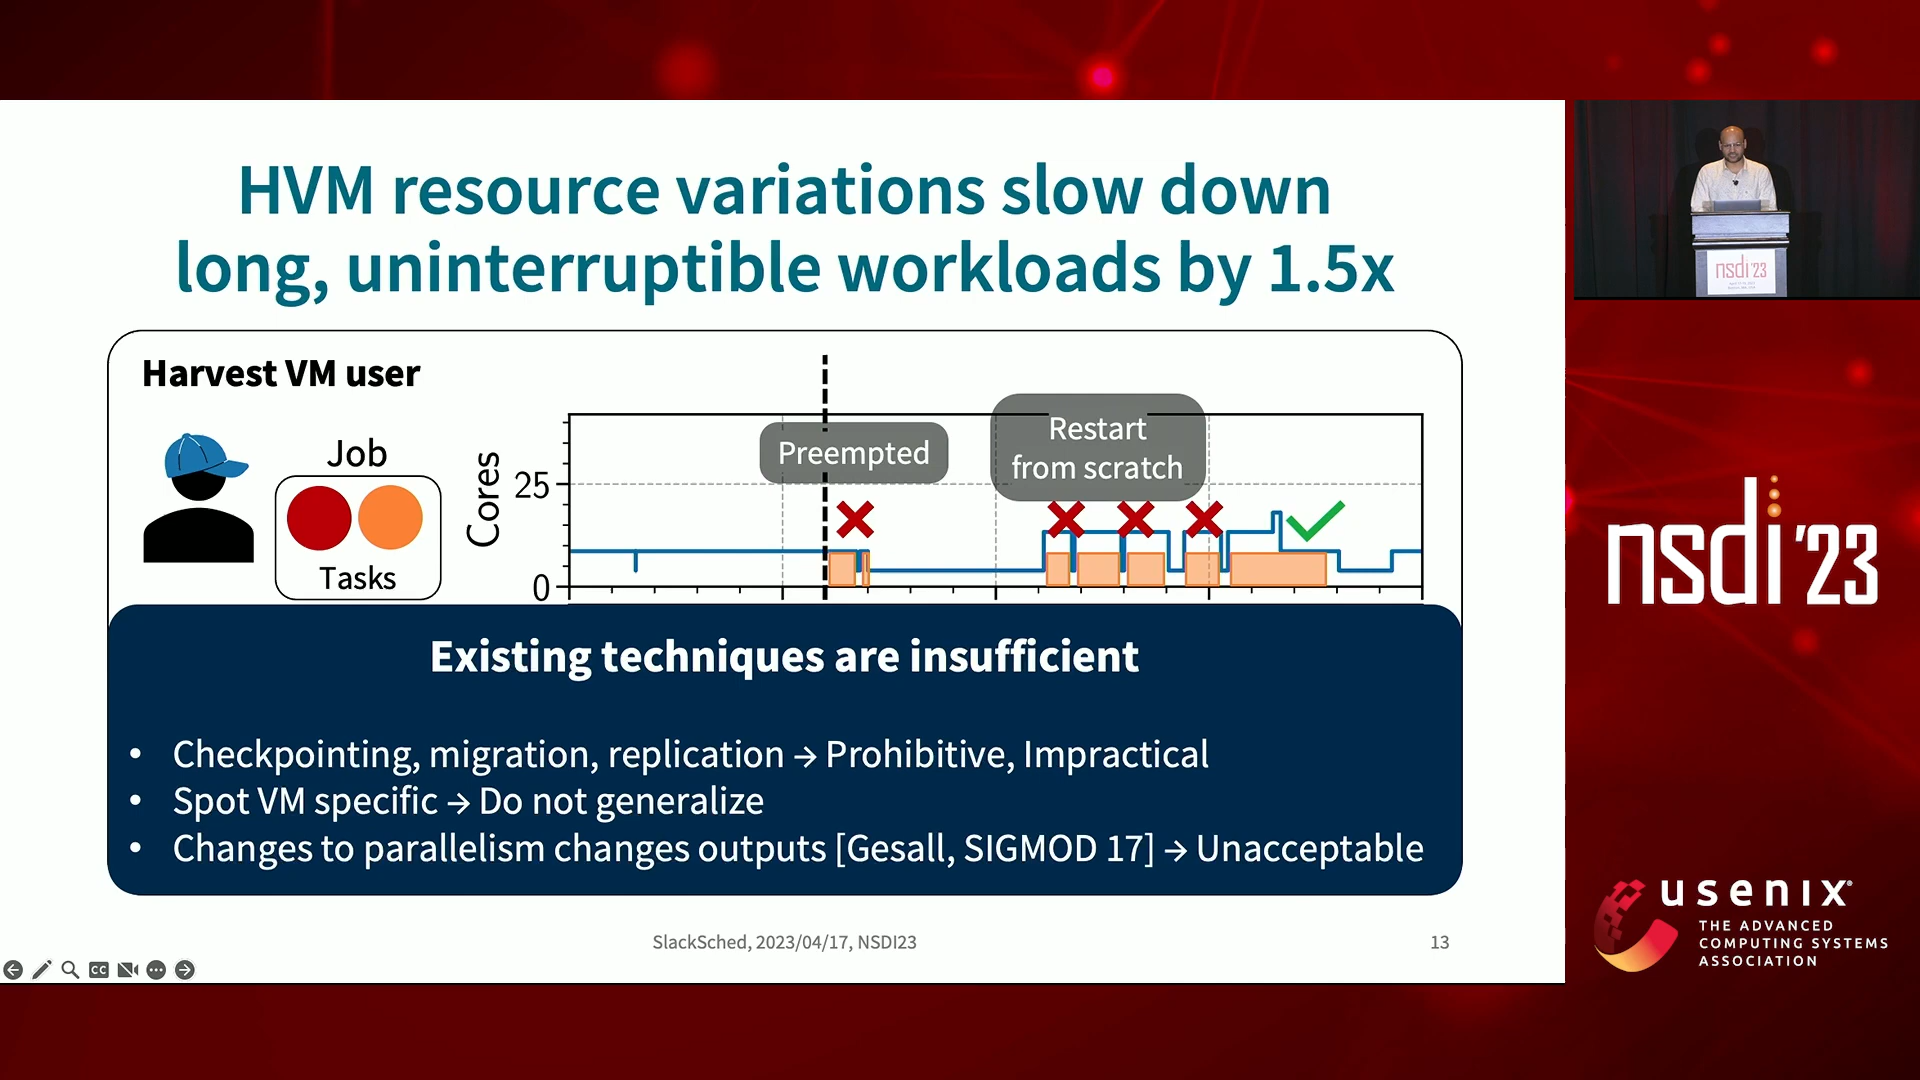 HVM resource variations slow down
long, uninterruptible workloads by 1.5x
Harvest VM user
Job
Tasks
Cores
25
0
Preempted
Restart
from scratch
Existing techniques are insufficient
• Checkpointing, migration, replication → Prohibitive, Impractical
• Spot VM specific → Do not generalize
• Changes to parallelism changes outputs [Gesall, SIGMOD 17] → Unacceptable
SlackSched, 2023/04/17, NSDI23
13
CC
nsdi'23
nsdi'23
usenix
THE ADVANCED
COMPUTING SYSTEMS
ASSOCIATION